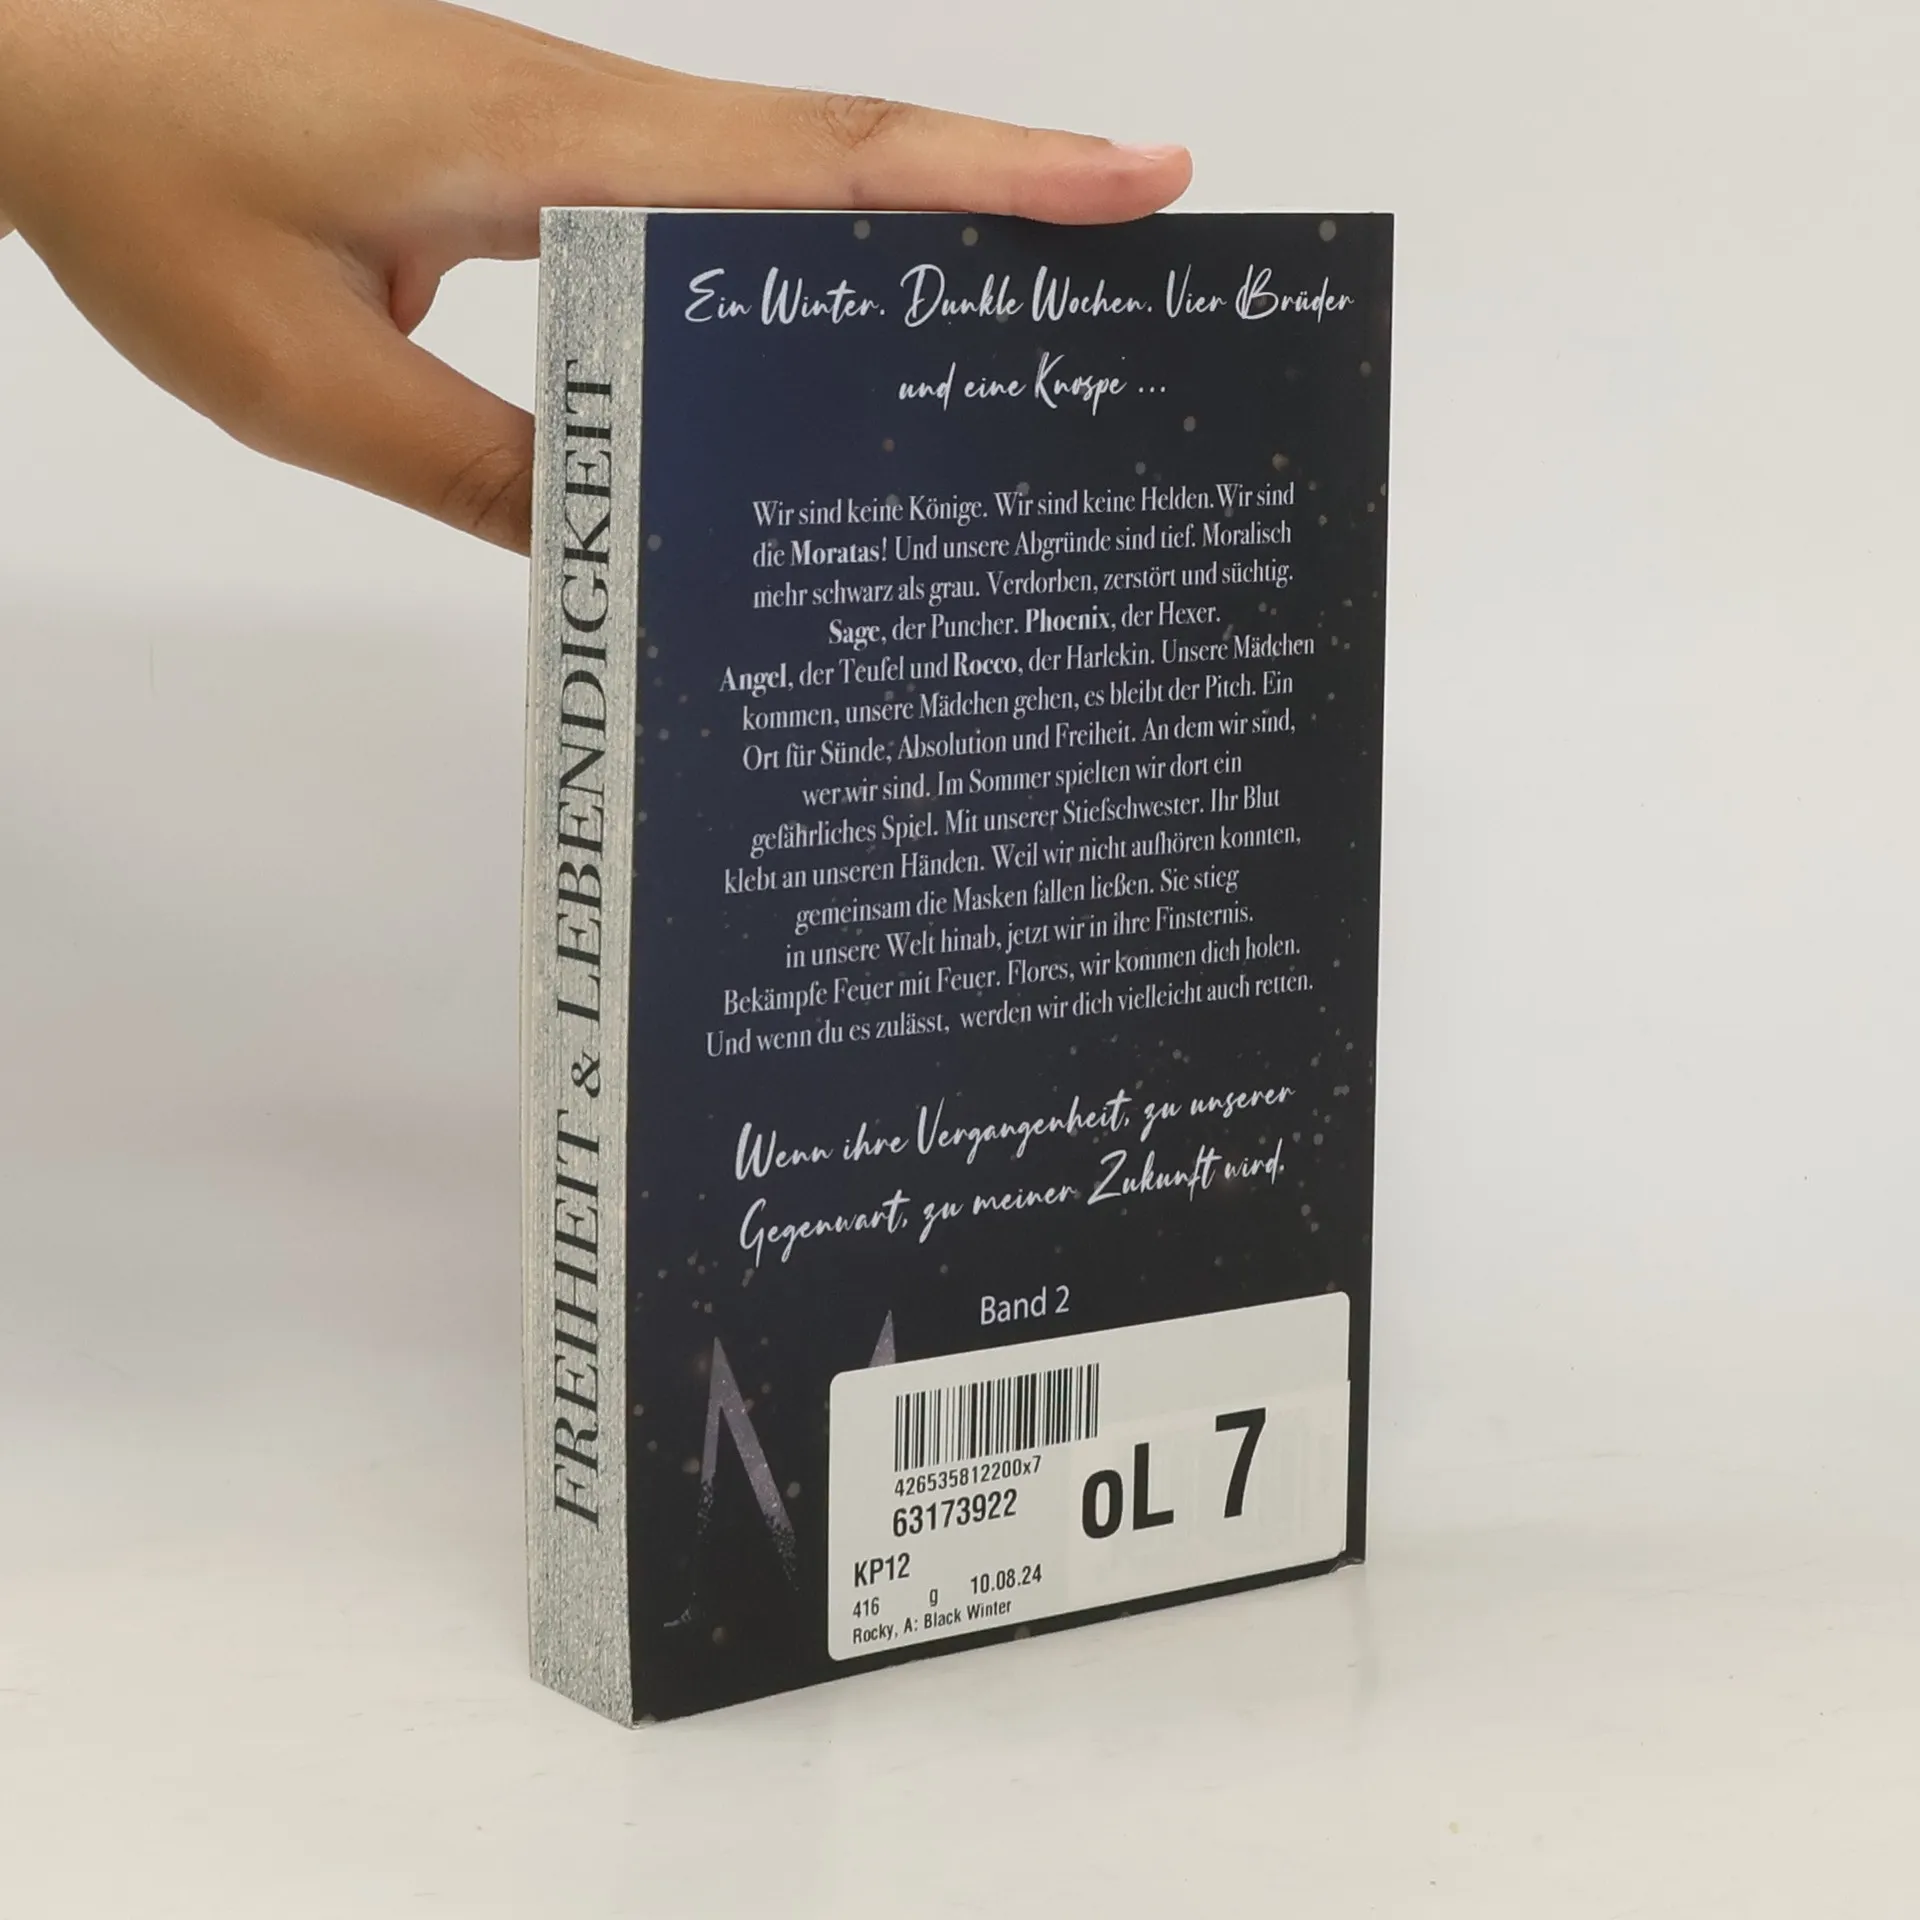 FREIHEIT & LEBENDIGKEIT
Ein Winter. Dunkle Wochen. Vier Brüder
und eine Knospe ...
Wir sind keine Könige. Wir sind keine Helden. Wir sind
die Moratas! Und unsere Abgründe sind tief. Moralisch
mehr schwarz als grau. Verdorben, zerstört und süchtig.
Sage, der Puncher. Phoenix, der Hexer.
Angel, der Teufel und Rocco, der Harlekin. Unsere Mädchen
kommen, unsere Mädchen gehen, es bleibt der Pitch. Ein
Ort für Sünde, Absolution und Freiheit. An dem wir sind,
wer wir sind. Im Sommer spielten wir dort ein
gefährliches Spiel. Mit unserer Stiefschwester. Ihr Blut
klebt an unseren Händen. Weil wir nicht aufhören konnten,
gemeinsam die Masken fallen ließen. Sie stieg
in unsere Welt hinab, jetzt wir in ihre Finsternis.
Bekämpfe Feuer mit Feuer. Flores, wir kommen dich holen.
Und wenn du es zulässt, werden wir dich vielleicht auch retten.
Wenn ihre Vergangenheit, zu unserer
Gegenwart, zu meiner Zukunft wird.
Band 2
426535812200x7
63173922
oL 7
KP12
416 g 10.08.24
Rocky, A: Black Winter